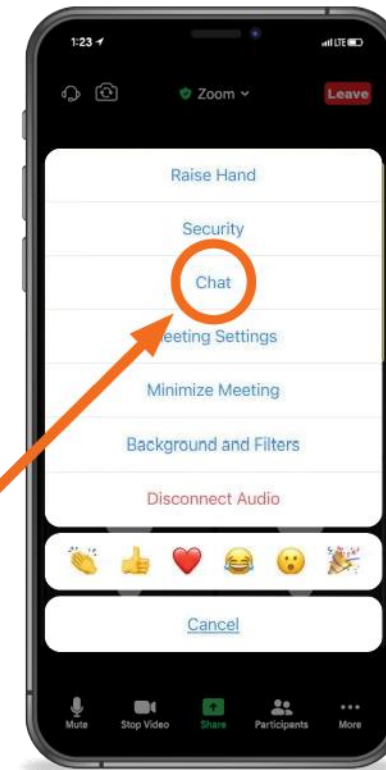 1:23 LTE
Zoom Leave
Raise Hand
Security
Chat
eeting Settings
Minimize Meeting
Background and Filters
Disconnect Audio
Cancel
Mute Stop Video Share Participants More